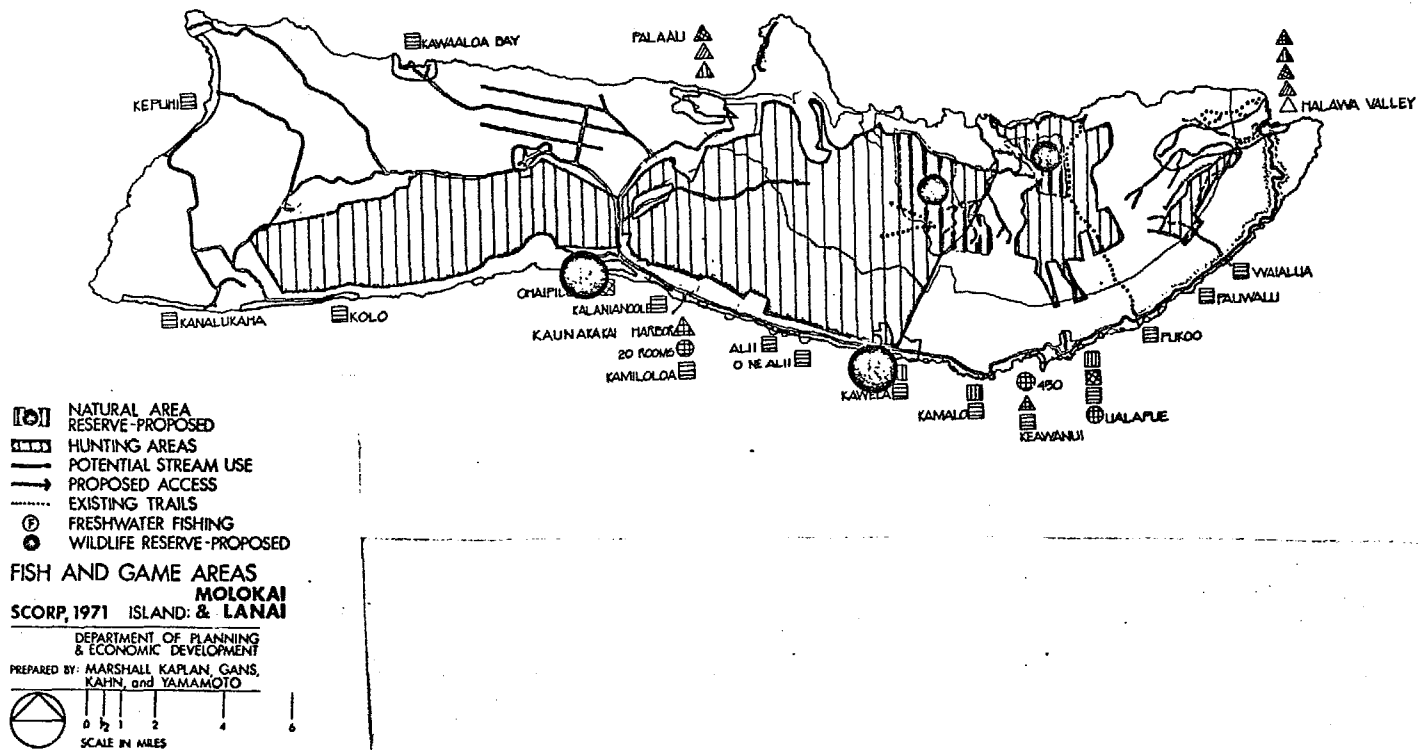 KAWAALOA BAY
PALAAU
KEPUHI
HALAWA VALLEY
WAIALUA
PAUWALU
PUKOO
KALANIANOOLE
KANALUKAHA
KOLO
KAUNAKAKAI HARBOR
20 ROOMS
KAMILOLOA
ALII
O NE ALII
KAWELA
KAMALO
450
KEAWANUI
UALAPUE
NATURAL AREA
RESERVE-PROPOSED
HUNTING AREAS
POTENTIAL STREAM USE
PROPOSED ACCESS
EXISTING TRAILS
F FRESHWATER FISHING
WILDLIFE RESERVE-PROPOSED
FISH AND GAME AREAS
MOLOKAI
SCORP, 1971 ISLAND: & LANAI
DEPARTMENT OF PLANNING
& ECONOMIC DEVELOPMENT
PREPARED BY: MARSHALL KAPLAN, GANS,
KAHN, and YAMAMOTO
0 ½ 1 2 4 6
SCALE IN MILES